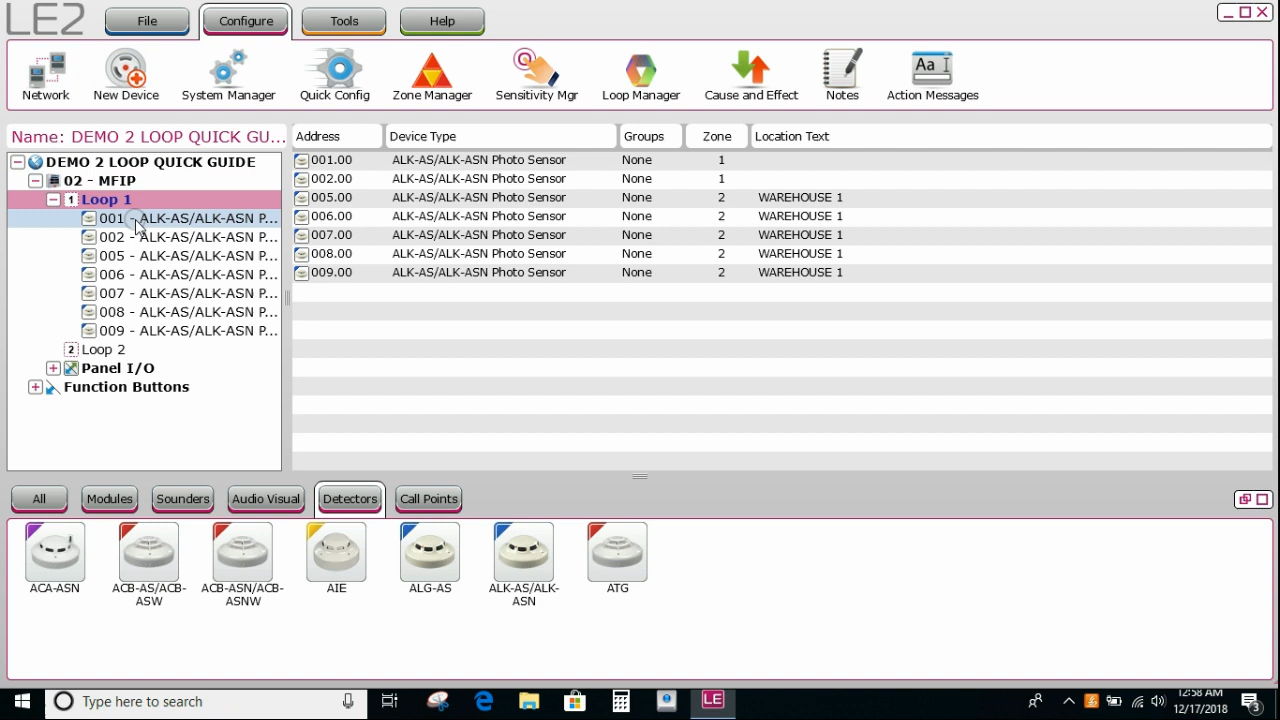 LE2
File Configure Tools Help
Network New Device System Manager Quick Config Zone Manager Sensitivity Mgr Loop Manager Cause and Effect Aa Notes Action Messages
Name: DEMO 2 LOOP QUICK GU...
DEMO 2 LOOP QUICK GUIDE
02 - MFIP
1 Loop 1
001 - ALK-AS/ALK-ASN P...
002 - ALK-AS/ALK-ASN P...
005 - ALK-AS/ALK-ASN P...
006 - ALK-AS/ALK-ASN P...
007 - ALK-AS/ALK-ASN P...
008 - ALK-AS/ALK-ASN P...
009 - ALK-AS/ALK-ASN P...
2 Loop 2
Panel I/O
Function Buttons
Address Device Type Groups Zone Location Text
001.00 ALK-AS/ALK-ASN Photo Sensor None 1
002.00 ALK-AS/ALK-ASN Photo Sensor None 1
005.00 ALK-AS/ALK-ASN Photo Sensor None 2 WAREHOUSE 1
006.00 ALK-AS/ALK-ASN Photo Sensor None 2 WAREHOUSE 1
007.00 ALK-AS/ALK-ASN Photo Sensor None 2 WAREHOUSE 1
008.00 ALK-AS/ALK-ASN Photo Sensor None 2 WAREHOUSE 1
009.00 ALK-AS/ALK-ASN Photo Sensor None 2 WAREHOUSE 1
All Modules Sounders Audio Visual Detectors Call Points
ACA-ASN ACB-AS/ACB-ASW ACB-ASN/ACB-ASNW AIE ALG-AS ALK-AS/ALK-ASN ATG
Type here to search
LE
12:58 AM
12/17/2018
3